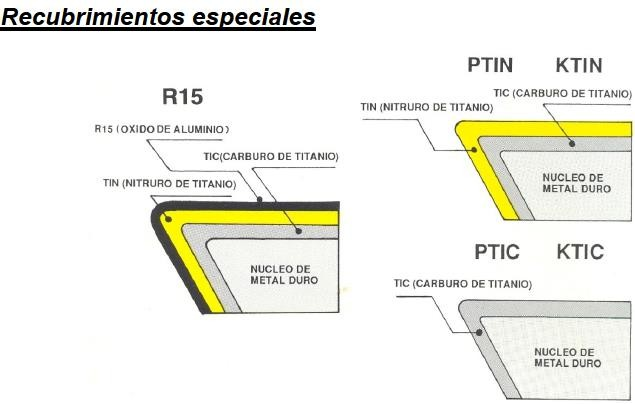 Recubrimientos especiales
R15
R15 (OXIDO DE ALUMINIO)
TIC(CARBURO DE TITANIO)
TIN (NITRURO DE TITANIO)
NUCLEO DE
METAL DURO
PTIN KTIN
TIC (CARBURO DE TITANIO)
TIN (NITRURO DE TITANIO)
NUCLEO DE
METAL DURO
PTIC KTIC
TIC (CARBURO DE TITANIO)
NUCLEO DE
METAL DURO